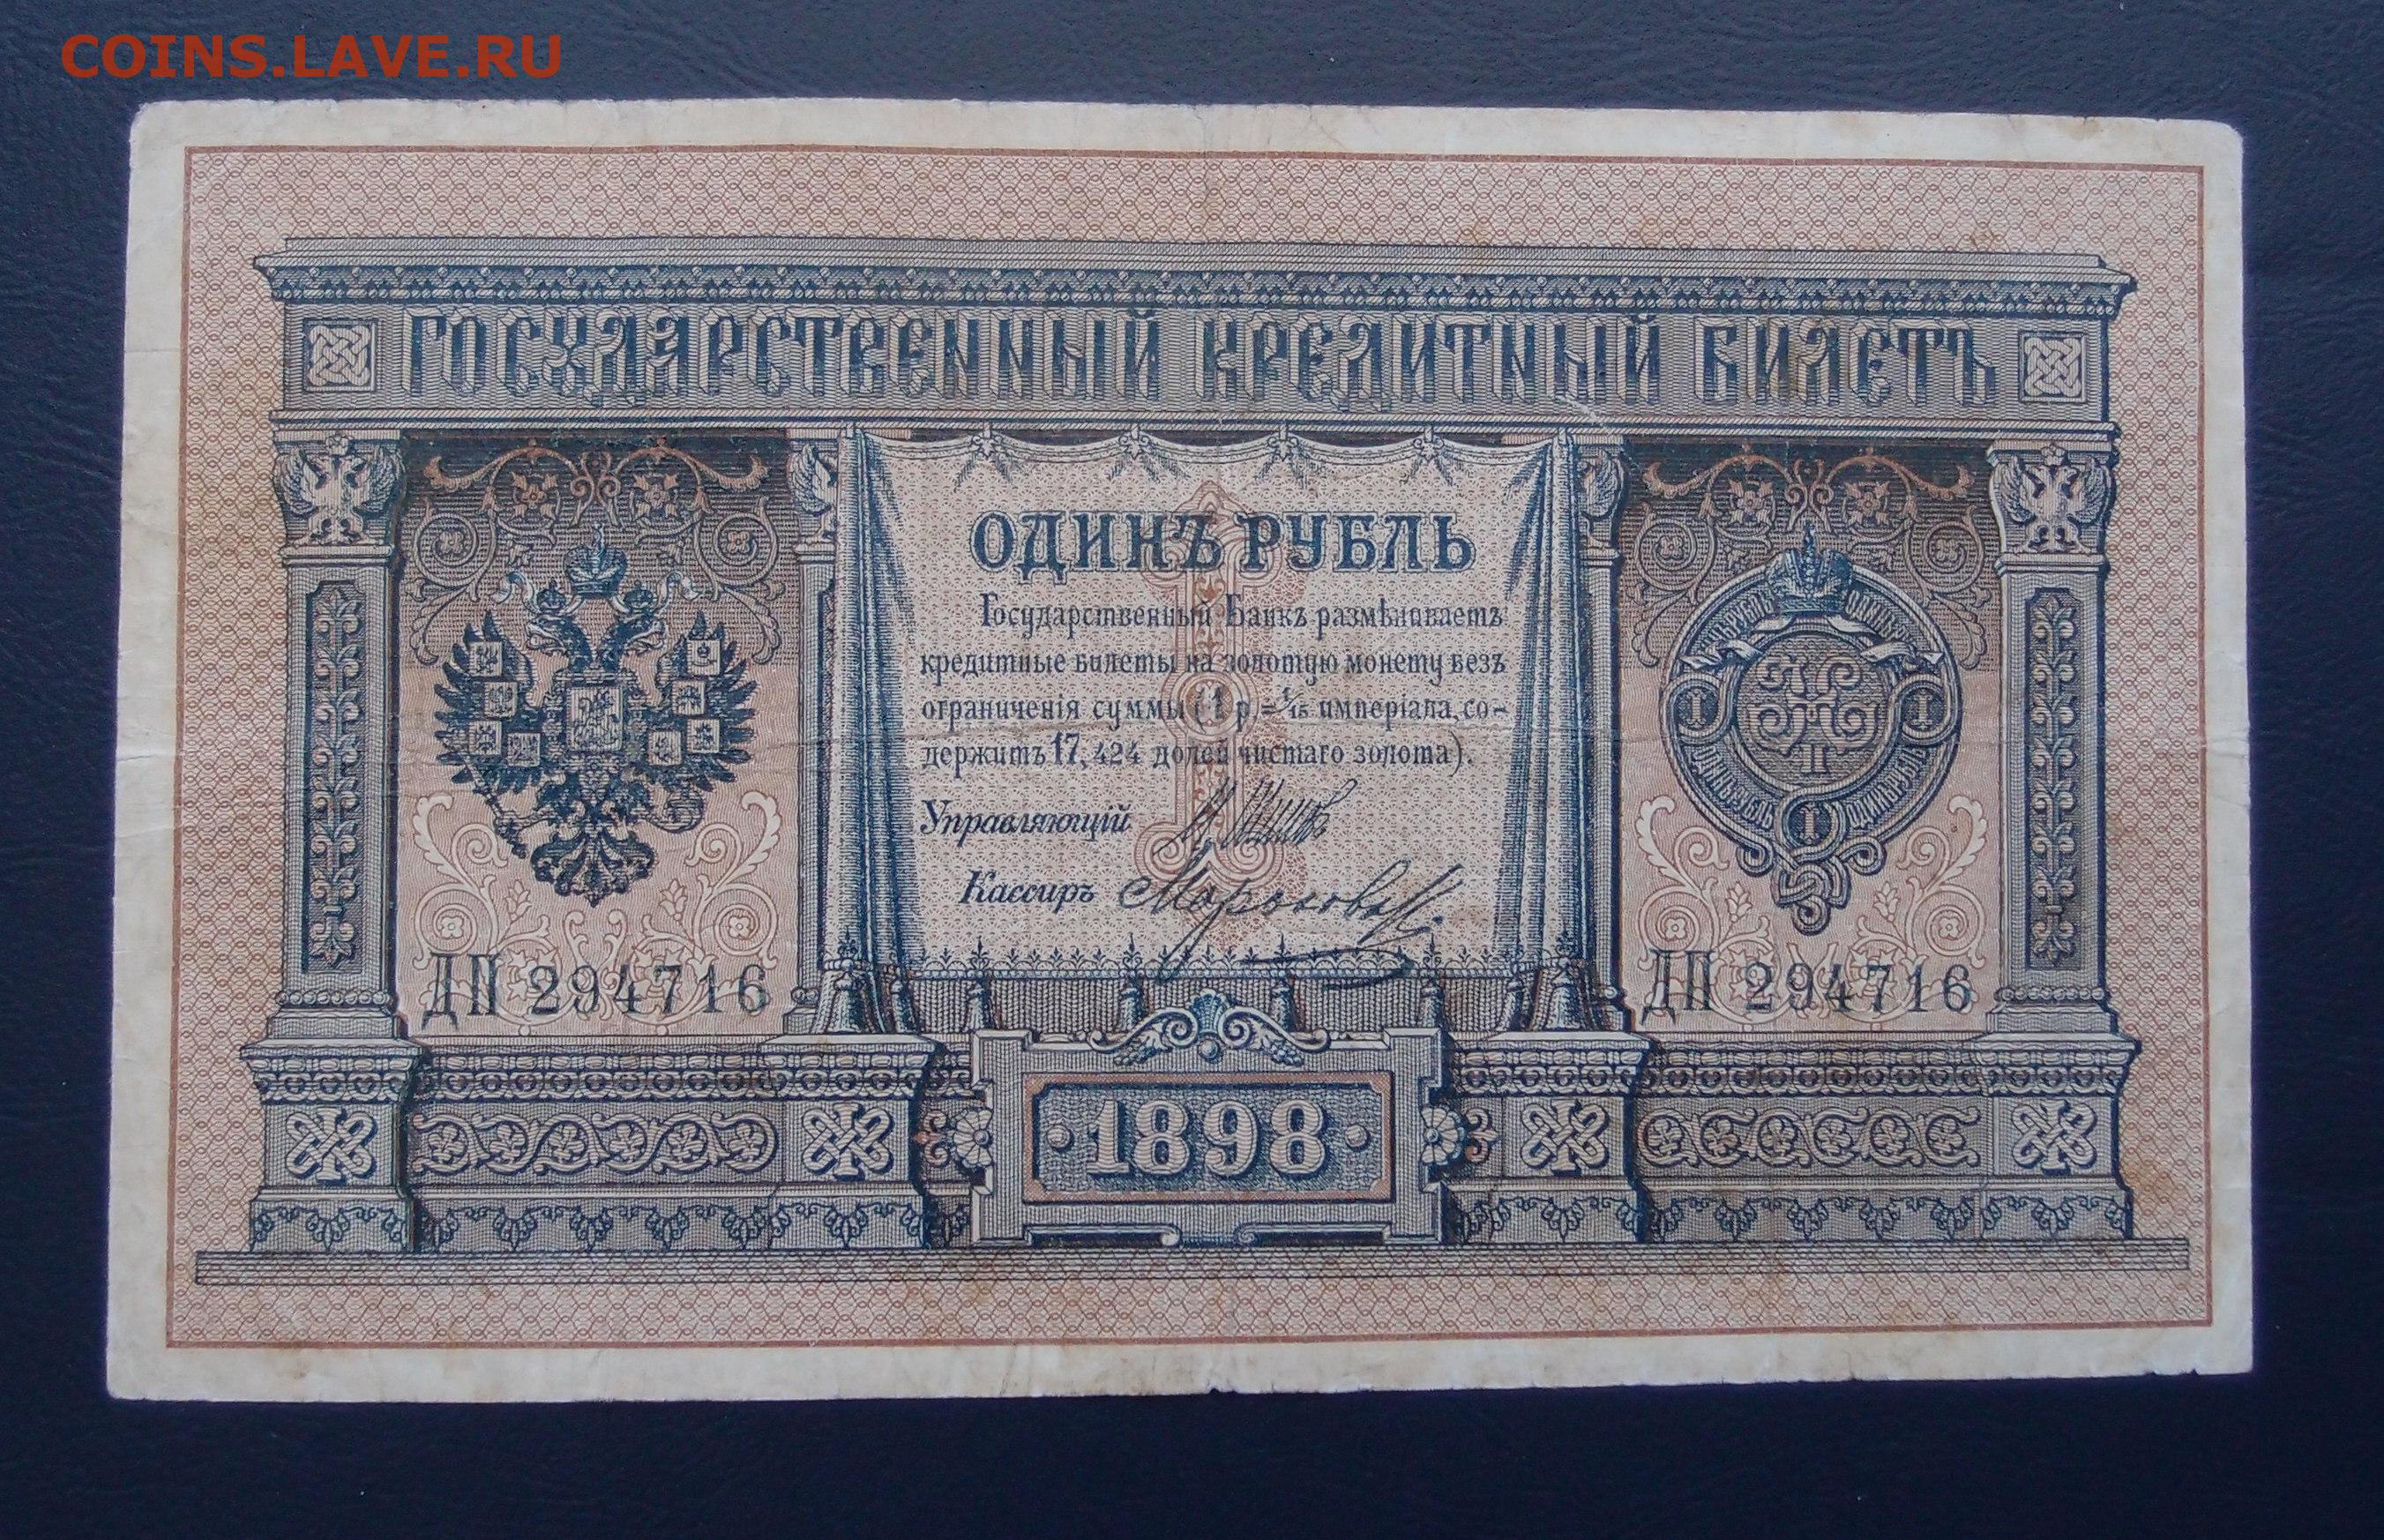 COINS.LAVE.RU
ГОСУДАРСТВЕННЫЙ КРЕДИТНЫЙ БИЛЕТЪ
ОДИНЪ РУБЛЬ
Государственный Банкъ размѣниваетъ
кредитные билеты на золотую монету безъ
ограниченія суммы (1 р.= 1/15 имперіала, со-
держитъ 17,424 долей чистаго золота).
Управляющій
Кассиръ
ДП 294716
ДП 294716
1898